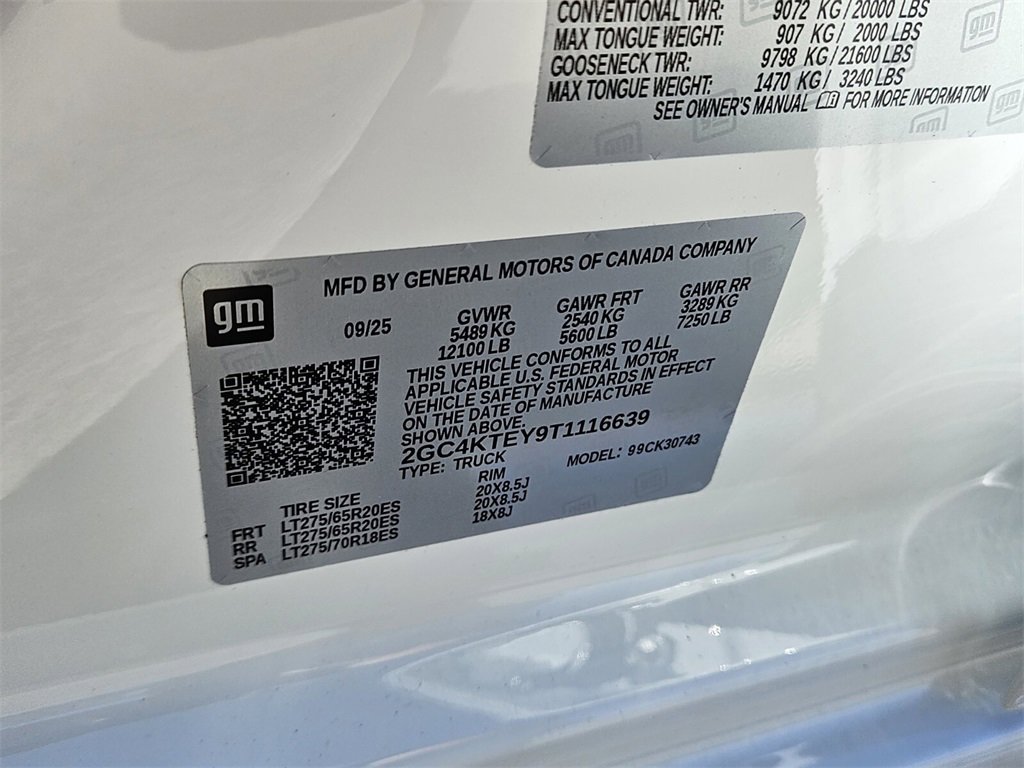 CONVENTIONAL TWR: 9072 KG/20000 LBS
MAX TONGUE WEIGHT: 907 KG/ 2000 LBS
GOOSENECK TWR: 9798 KG/21600 LBS
MAX TONGUE WEIGHT: 1470 KG/ 3240 LBS
SEE OWNER'S MANUAL FOR MORE INFORMATION
gm
MFD BY GENERAL MOTORS OF CANADA COMPANY
gm
09/25 GVWR GAWR FRT GAWR RR
5489 KG 2540 KG 3289 KG
12100 LB 5600 LB 7250 LB
THIS VEHICLE CONFORMS TO ALL
APPLICABLE U.S. FEDERAL MOTOR
VEHICLE SAFETY STANDARDS IN EFFECT
ON THE DATE OF MANUFACTURE
SHOWN ABOVE.
2GC4KTEY9T1116639
TYPE: TRUCK MODEL: 99CK30743
TIRE SIZE RIM
FRT LT275/65R20ES 20X8.5J
RR LT275/65R20ES 20X8.5J
SPA LT275/70R18ES 18X8J